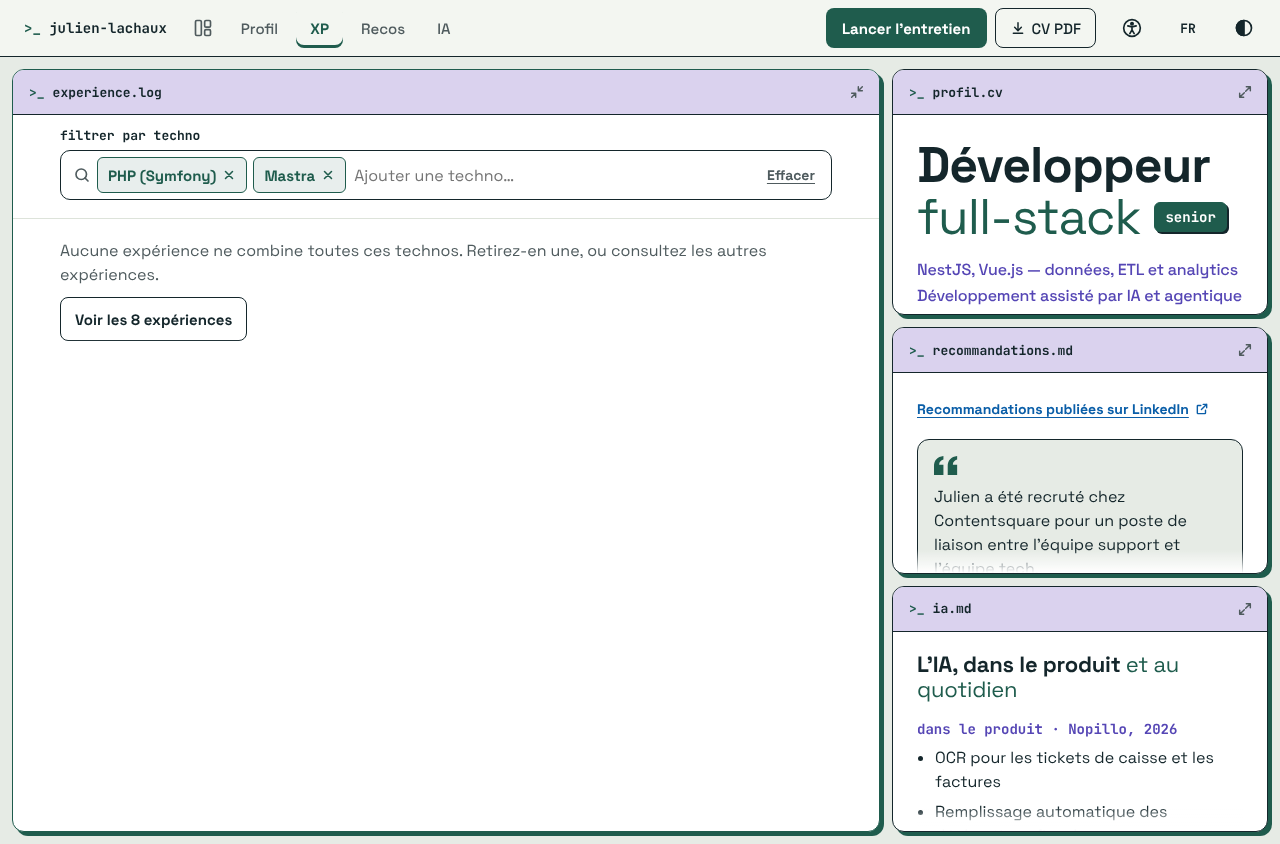 >_ julien-lachaux
Profil
XP
Recos
IA
Lancer l'entretien
CV PDF
FR
>_ experience.log
filtrer par techno
PHP (Symfony) ✕
Mastra ✕
Ajouter une techno…
Effacer
Aucune expérience ne combine toutes ces technos. Retirez-en une, ou consultez les autres
expériences.
Voir les 8 expériences
>_ profil.cv
Développeur
full-stack senior
NestJS, Vue.js — données, ETL et analytics
Développement assisté par IA et agentique
>_ recommandations.md
Recommandations publiées sur LinkedIn
Julien a été recruté chez
Contentsquare pour un poste de
liaison entre l'équipe support et
l'équipe tech
>_ ia.md
L'IA, dans le produit et au
quotidien
dans le produit · Nopillo, 2026
• OCR pour les tickets de caisse et les
factures
• Remplissage automatique des